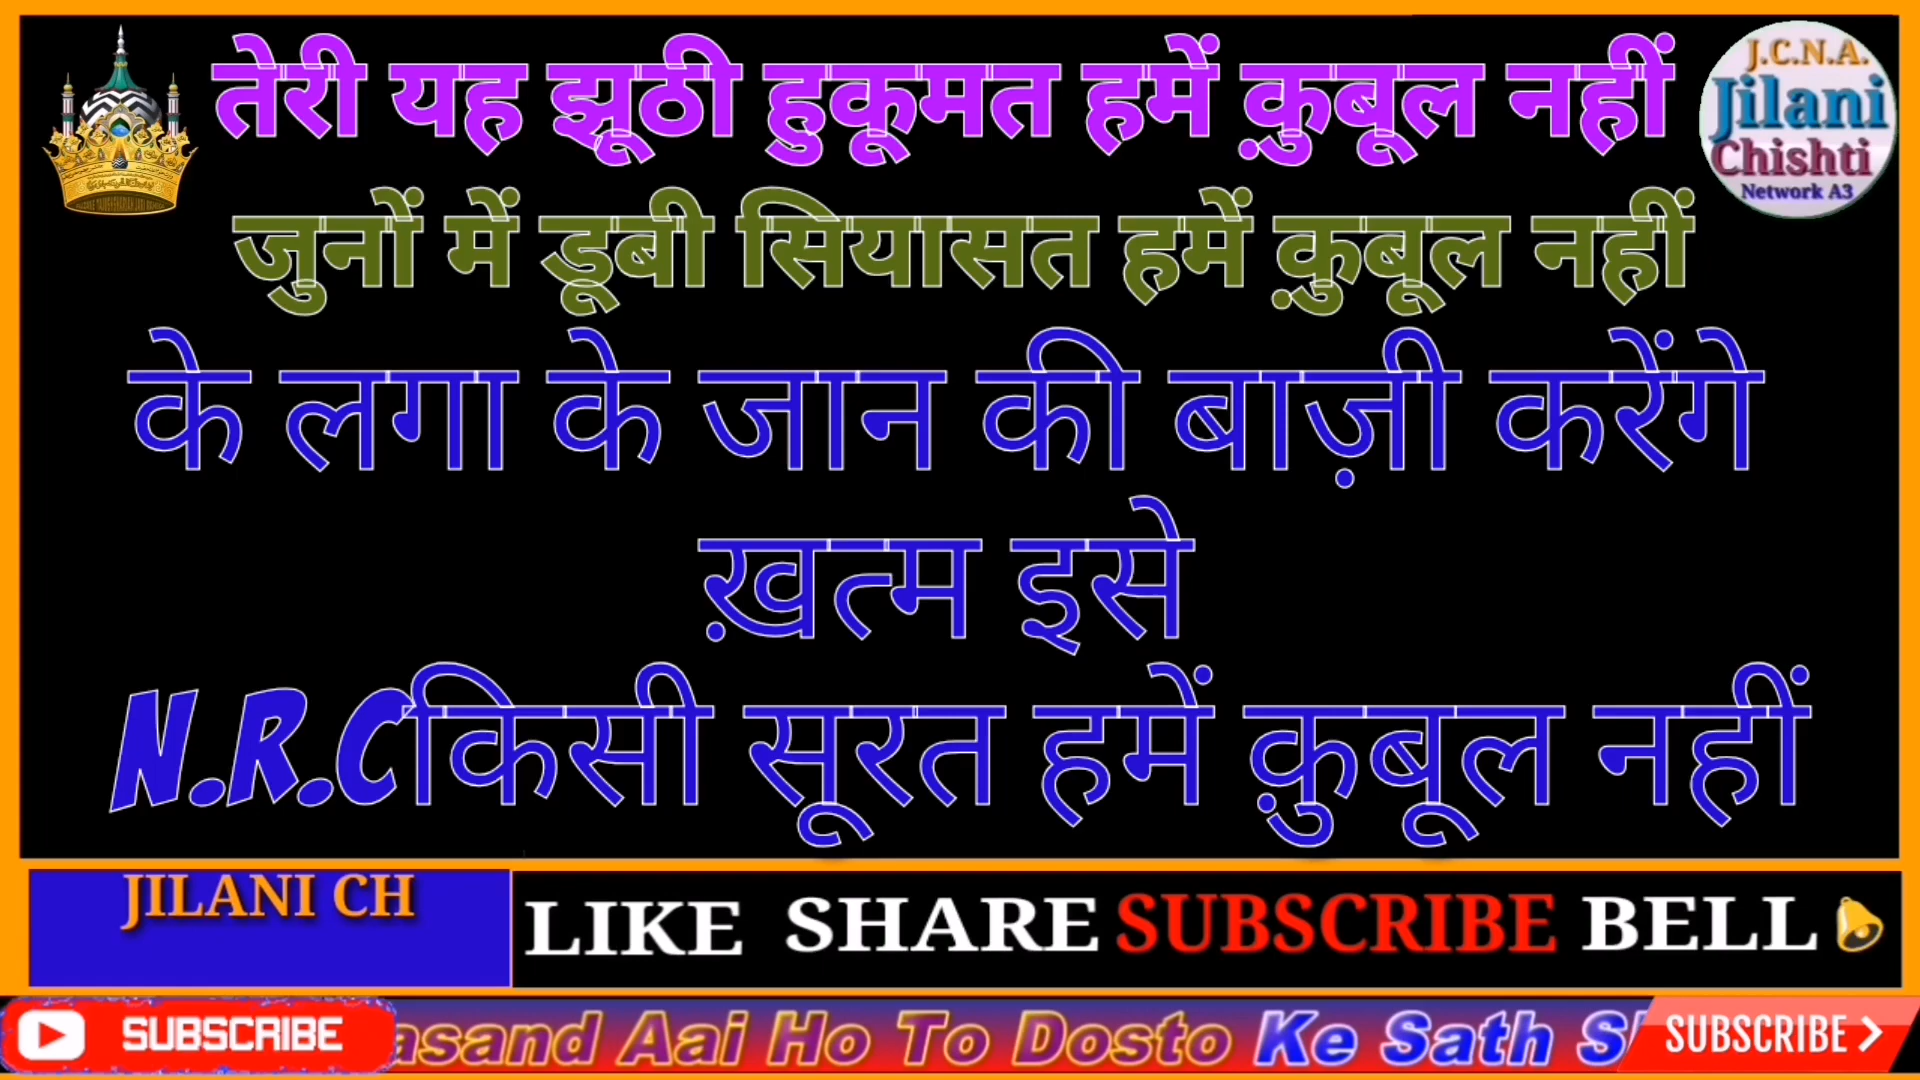 तेरी यह झूठी हुकूमत हमें क़ुबूल नहीं
J.C.N.A.
Jilani
Chishti
Network A3
जुनों में डूबी सियासत हमें क़ुबूल नहीं
के लगा के जान की बाज़ी करेंगे
ख़त्म इसे
N.R.Cकिसी सूरत हमें क़ुबूल नहीं
JILANI CH
LIKE SHARE SUBSCRIBE BELL
SUBSCRIBE
asand Aai Ho To Dosto Ke Sath S
SUBSCRIBE